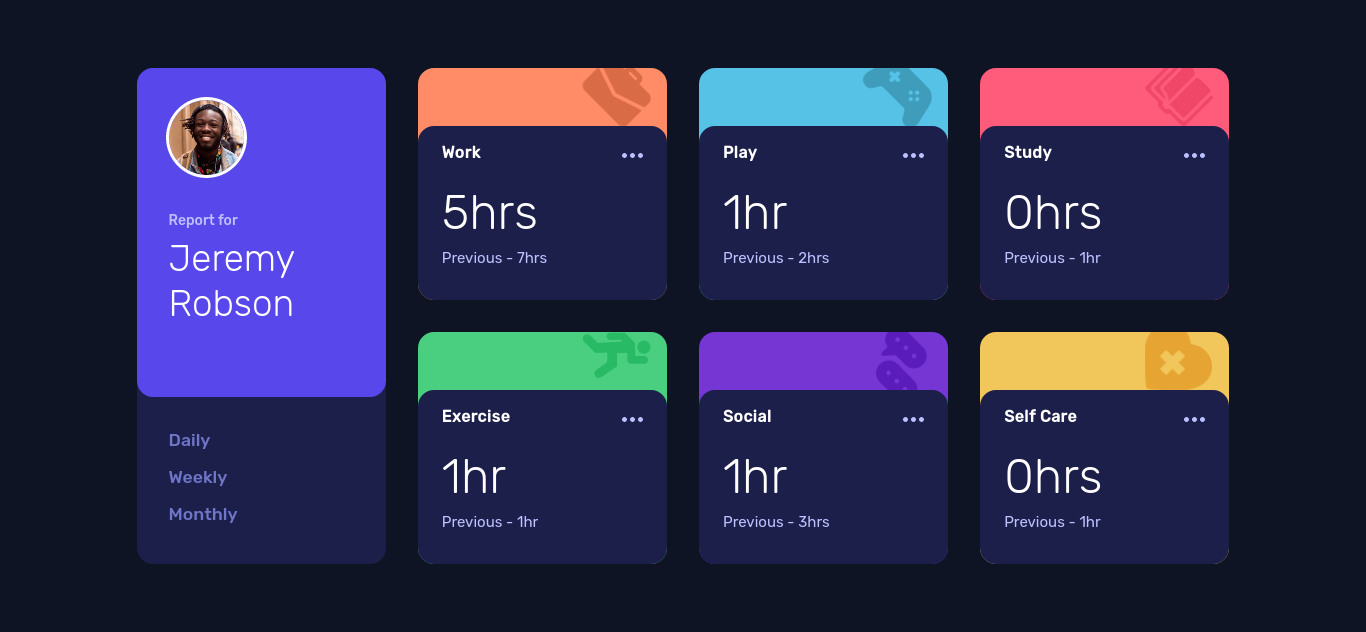 Report for
Jeremy
Robson
Daily
Weekly
Monthly
Work
5hrs
Previous - 7hrs
Play
1hr
Previous - 2hrs
Study
0hrs
Previous - 1hr
Exercise
1hr
Previous - 1hr
Social
1hr
Previous - 3hrs
Self Care
0hrs
Previous - 1hr